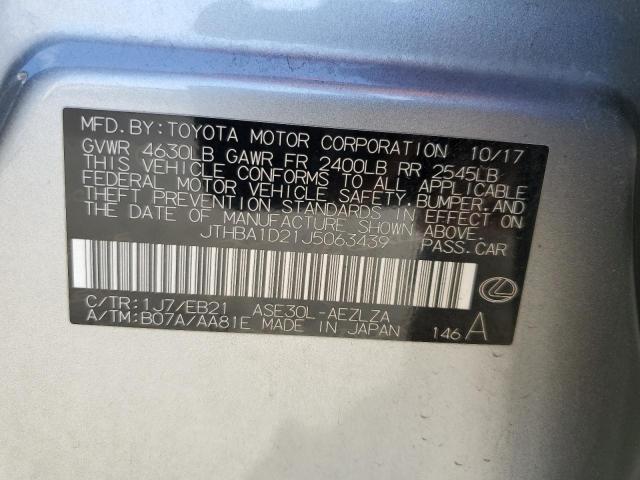 MFD. BY: TOYOTA MOTOR CORPORATION 10/17
GVWR 4630LB GAWR FR 2400LB RR 2545LB
THIS VEHICLE CONFORMS TO ALL APPLICABLE
FEDERAL MOTOR VEHICLE SAFETY, BUMPER, AND
THEFT PREVENTION STANDARDS IN EFFECT ON
THE DATE OF MANUFACTURE SHOWN ABOVE.
JTHBA1D21J5063439 PASS.CAR
C/TR:1J7/EB21 ASE30L-AEZLZA
A/TM:B07A/AA81E MADE IN JAPAN 146 A